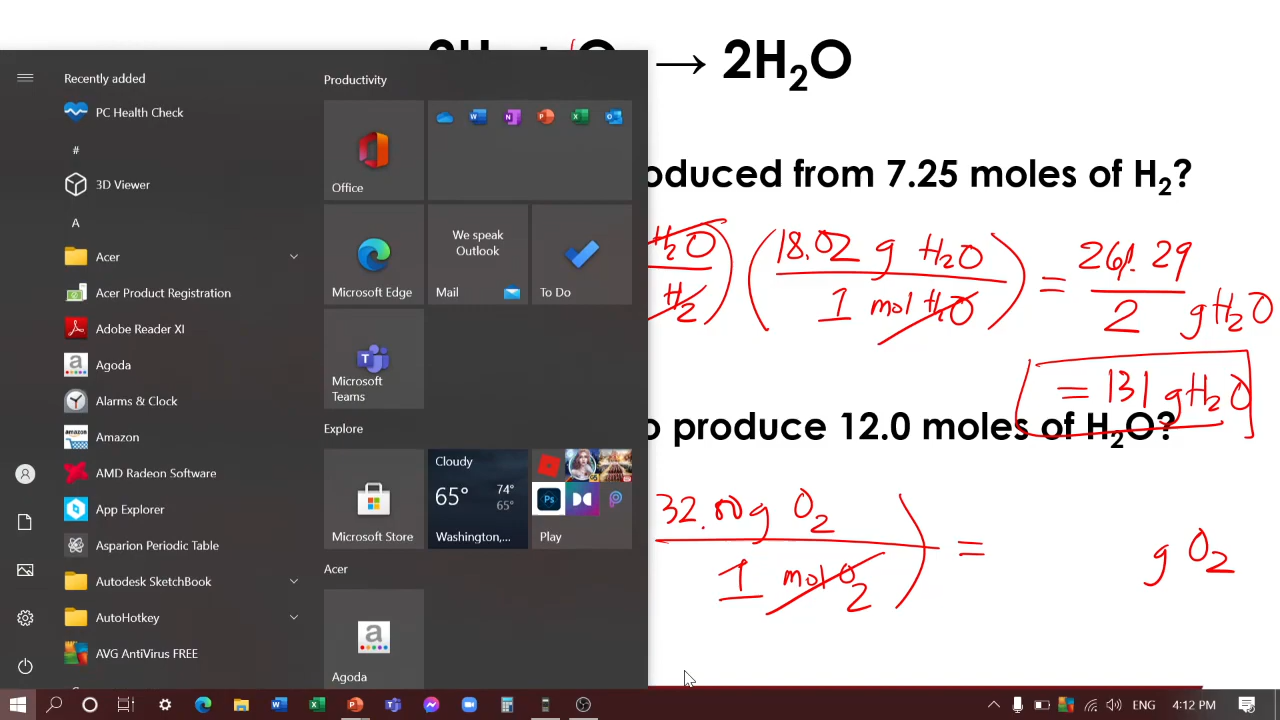 2H₂ + 1O₂ → 2H₂O
oduced from 7.25 moles of H₂?
H₂O
H₂
18.02 g H₂O
1 mol H₂O
=
261.29
2
g H₂O
= 131 g H₂O
o produce 12.0 moles of H₂O?
32.00 g O₂
1 mol O₂
=
g O₂
Recently added
PC Health Check
#
3D Viewer
A
Acer
Acer Product Registration
Adobe Reader XI
Agoda
Alarms & Clock
Amazon
AMD Radeon Software
App Explorer
Asparion Periodic Table
Autodesk SketchBook
AutoHotkey
AVG AntiVirus FREE
Productivity
Office
Microsoft Edge
We speak
Outlook
Mail
To Do
Microsoft
Teams
Explore
Microsoft Store
Cloudy
65°
74°
65°
Washington,...
Play
Acer
Agoda
ENG
4:12 PM